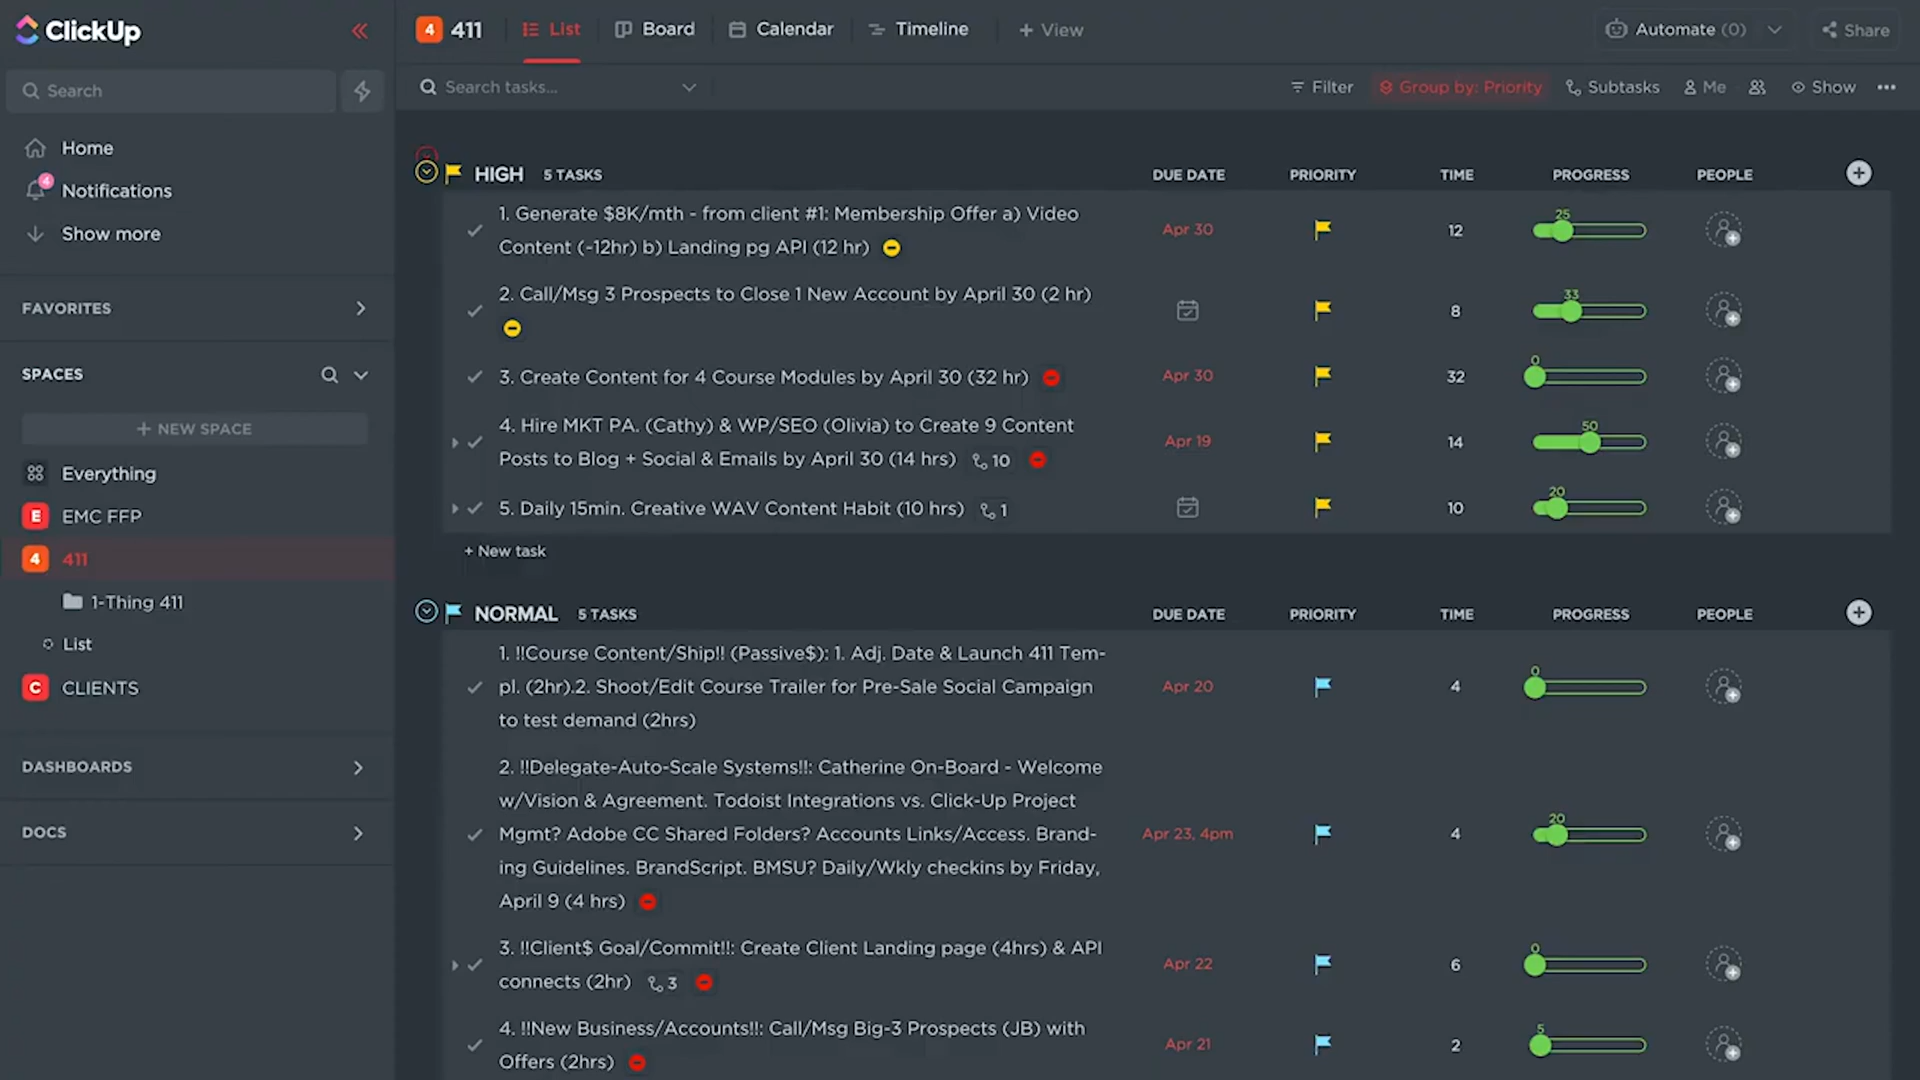 ClickUp
4 411
List
Board
Calendar
Timeline
+ View
Automate (0)
Share
Search
Search tasks...
Filter
Group by: Priority
Subtasks
Me
Show
Home
4
Notifications
Show more
FAVORITES
SPACES
+ NEW SPACE
Everything
E EMC FFP
4 411
1-Thing 411
List
C CLIENTS
DASHBOARDS
DOCS
HIGH 5 TASKS DUE DATE PRIORITY TIME PROGRESS PEOPLE
1. Generate $8K/mth - from client #1: Membership Offer a) Video
Content (~12hr) b) Landing pg API (12 hr)
Apr 30 12 25
2. Call/Msg 3 Prospects to Close 1 New Account by April 30 (2 hr)
8 33
3. Create Content for 4 Course Modules by April 30 (32 hr)
Apr 30 32 0
4. Hire MKT PA. (Cathy) & WP/SEO (Olivia) to Create 9 Content
Posts to Blog + Social & Emails by April 30 (14 hrs) 10
Apr 19 14 50
5. Daily 15min. Creative WAV Content Habit (10 hrs) 1
10 20
+ New task
NORMAL 5 TASKS DUE DATE PRIORITY TIME PROGRESS PEOPLE
1. !!Course Content/Ship!! (Passive$): 1. Adj. Date & Launch 411 Tem-
pl. (2hr).2. Shoot/Edit Course Trailer for Pre-Sale Social Campaign
to test demand (2hrs)
Apr 20 4 0
2. !!Delegate-Auto-Scale Systems!!: Catherine On-Board - Welcome
w/Vision & Agreement. Todoist Integrations vs. Click-Up Project
Mgmt? Adobe CC Shared Folders? Accounts Links/Access. Brand-
ing Guidelines. BrandScript. BMSU? Daily/Wkly checkins by Friday,
April 9 (4 hrs)
Apr 23, 4pm 4 20
3. !!Client$ Goal/Commit!!: Create Client Landing page (4hrs) & API
connects (2hr) 3
Apr 22 6 0
4. !!New Business/Accounts!!: Call/Msg Big-3 Prospects (JB) with
Offers (2hrs)
Apr 21 2 5